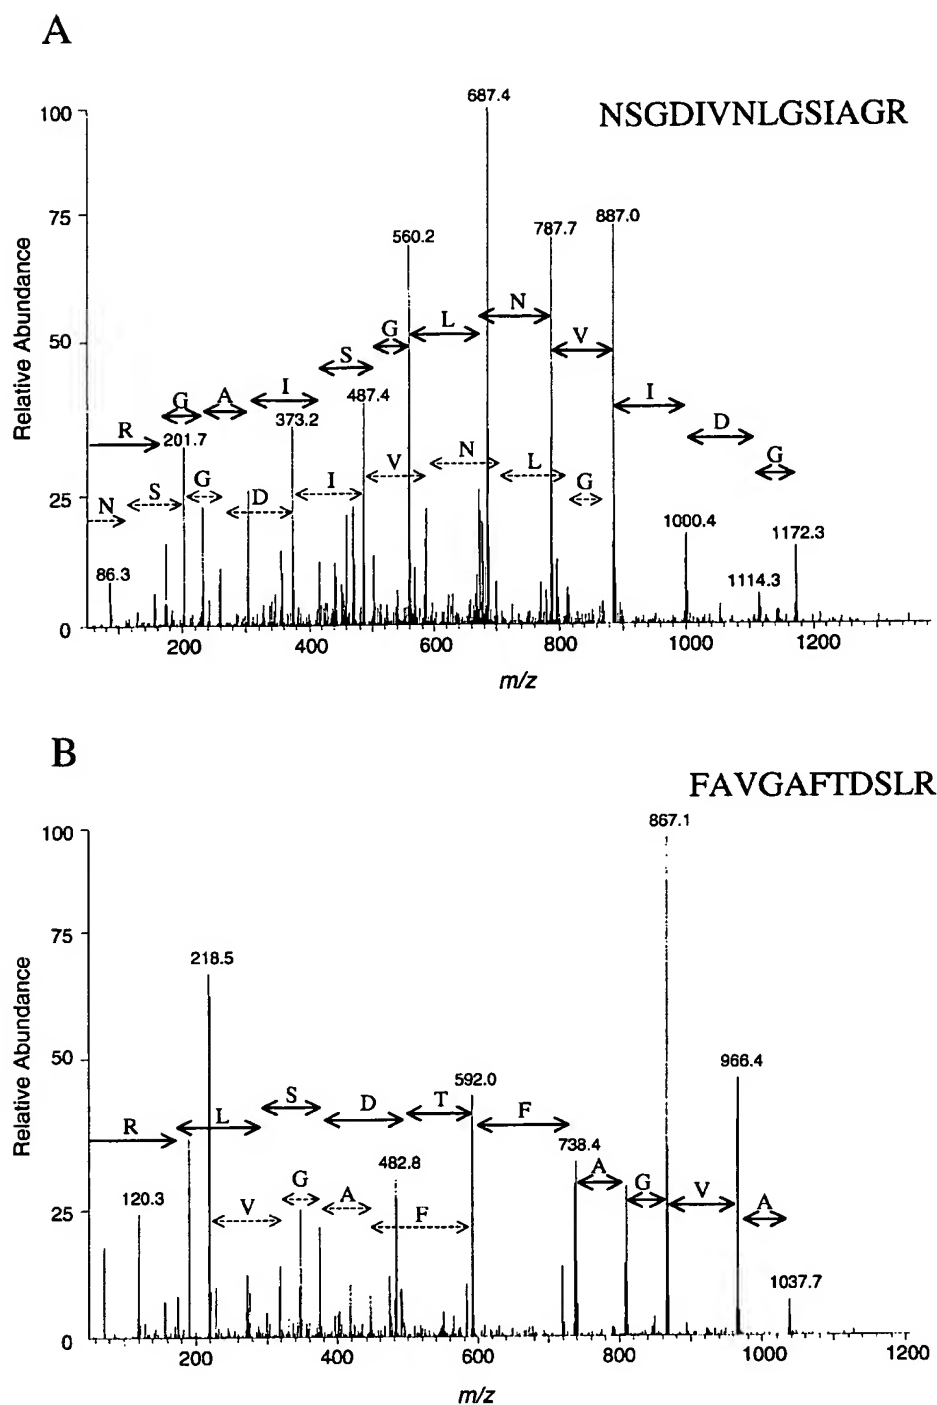 A
NSGDIVNLGSIAGR
687.4
100
75
50
25
0
Relative Abundance
887.0
787.7
560.2
N
L
G
V
S
487.4
I
A
373.2
G
I
R
201.7
D
G
N
S
G
D
I
V
N
L
G
86.3
1000.4
1172.3
1114.3
200 400 600 800 1000 1200
m/z
B
FAVGAFTDSLR
867.1
100
75
50
25
0
Relative Abundance
218.5
966.4
592.0
R
L
S
D
T
F
738.4
A
G
V
A
482.8
120.3
V
G
A
F
1037.7
200 400 600 800 1000 1200
m/z